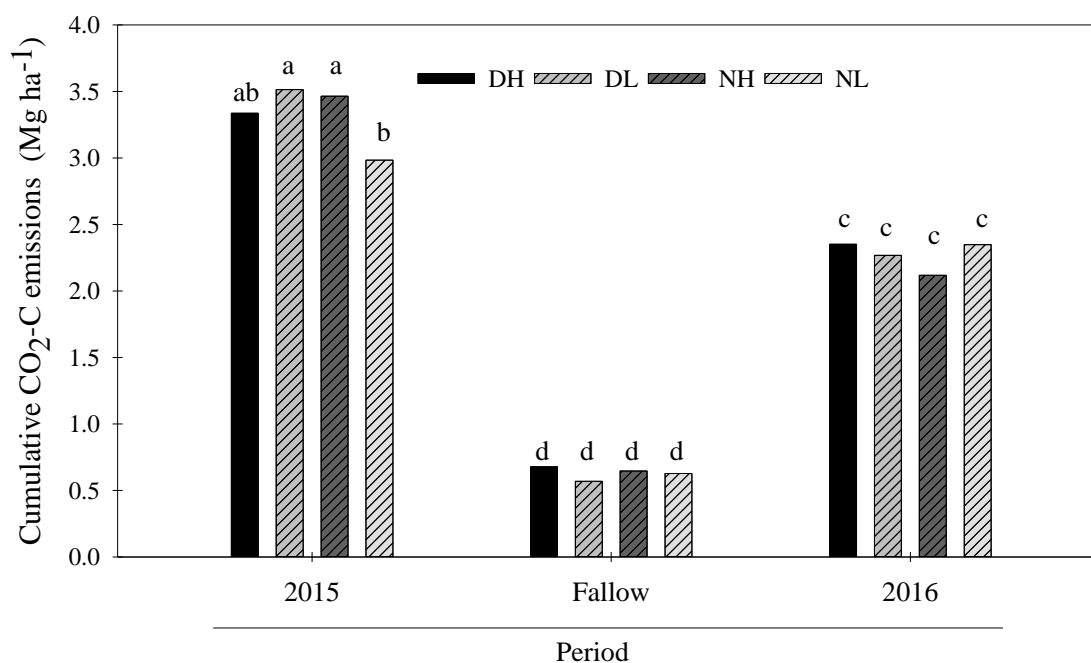 Cumulative CO2-C emissions (Mg ha-1)
4.0
3.5
3.0
2.5
2.0
1.5
1.0
0.5
0.0
DH DL NH NL
ab a a b
d d d d
c c c c
2015 Fallow 2016
Period